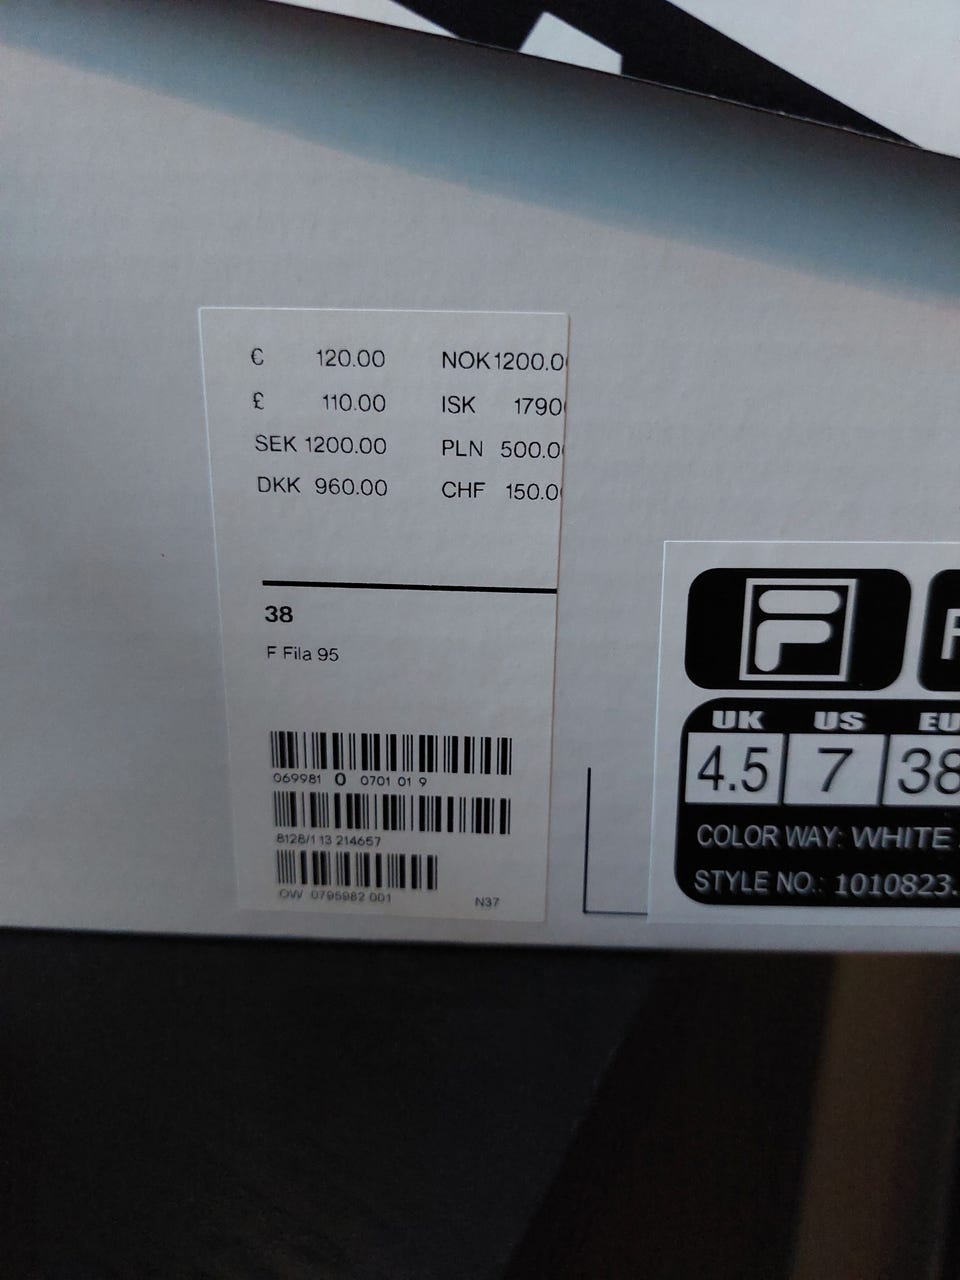 € 120.00 NOK1200.0
£ 110.00 ISK 1790
SEK 1200.00 PLN 500.0
DKK 960.00 CHF 150.0
38
F Fila 95
069981 0 0701 01 9
8128/1 13 214657
OW 0795982 001 N37
F
UK US EU
4.5 7 38
COLOR WAY: WHITE
STYLE NO.: 1010823.